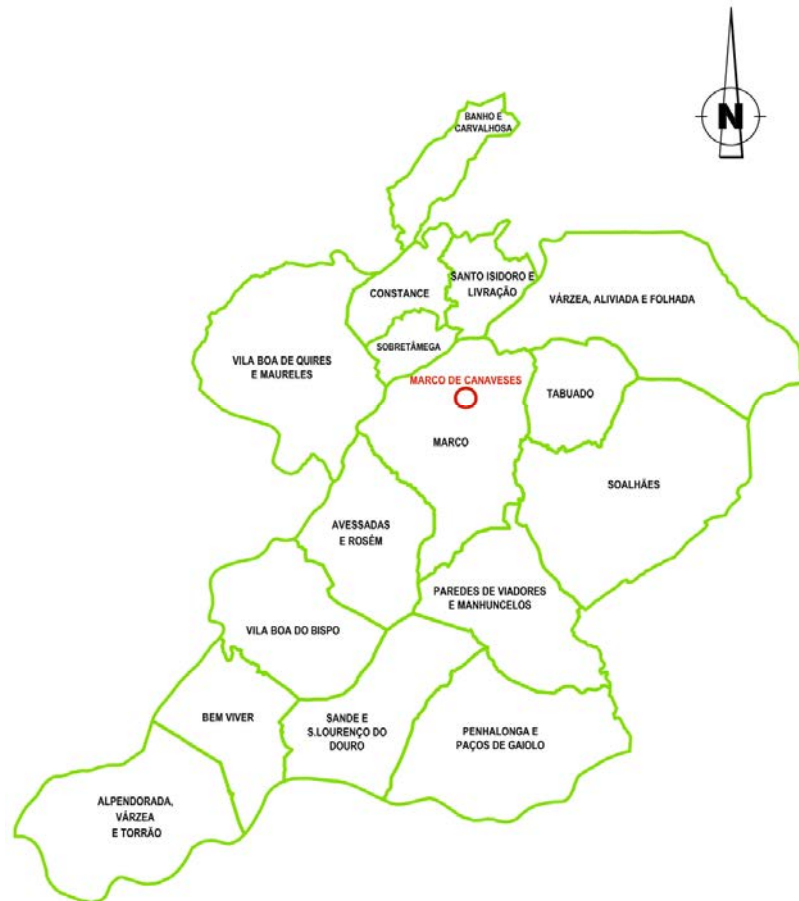 N
BANHO E
CARVALHOSA
SANTO ISIDORO E
LIVRAÇÃO
CONSTANCE
VÁRZEA, ALIVIADA E FOLHADA
SOBRETÂMEGA
VILA BOA DE QUIRES
E MAURELES
MARCO DE CANAVESES
TABUADO
MARCO
SOALHÃES
AVESSADAS
E ROSÉM
PAREDES DE VIADORES
E MANHUNCELOS
VILA BOA DO BISPO
BEM VIVER
SANDE E
S.LOURENÇO DO
DOURO
PENHALONGA E
PAÇOS DE GAIOLO
ALPENDORADA,
VÁRZEA
E TORRÃO